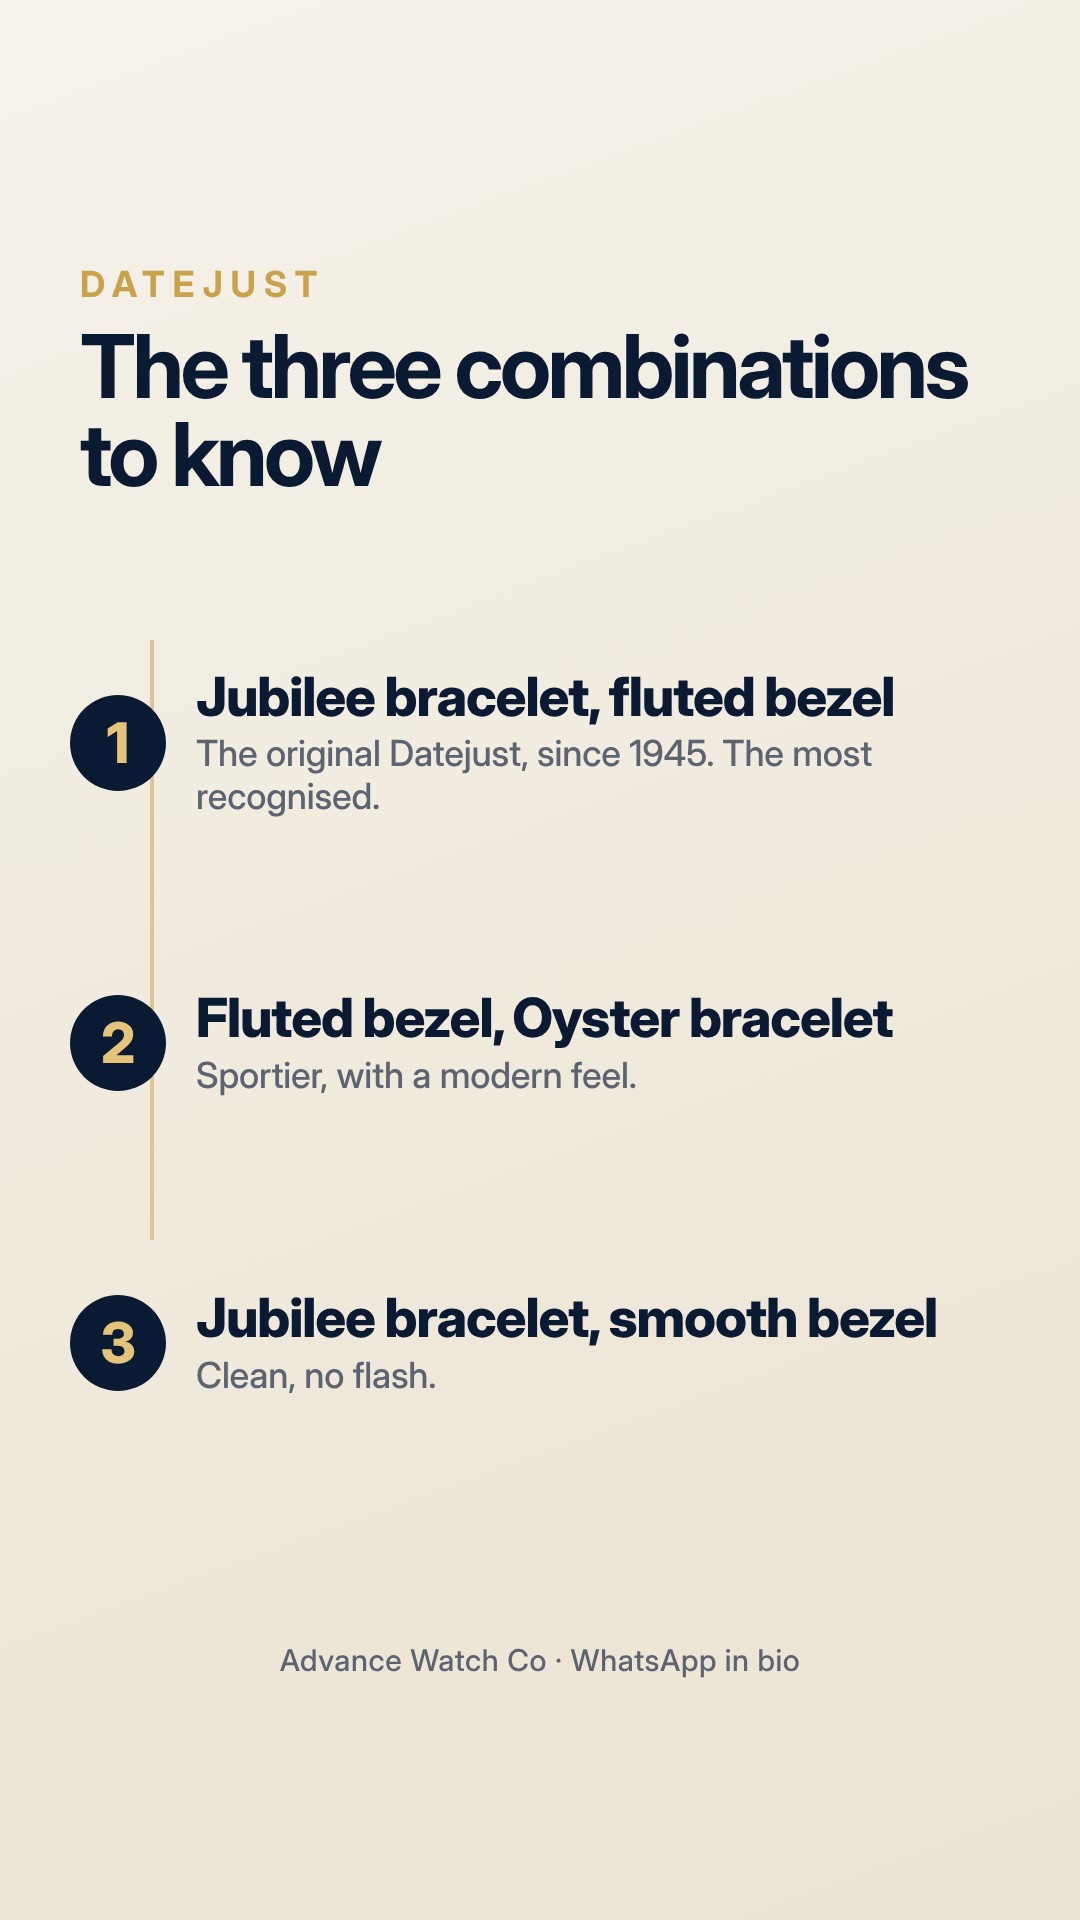 DATEJUST
The three combinations
to know
1
Jubilee bracelet, fluted bezel
The original Datejust, since 1945. The most
recognised.
2
Fluted bezel, Oyster bracelet
Sportier, with a modern feel.
3
Jubilee bracelet, smooth bezel
Clean, no flash.
Advance Watch Co · WhatsApp in bio